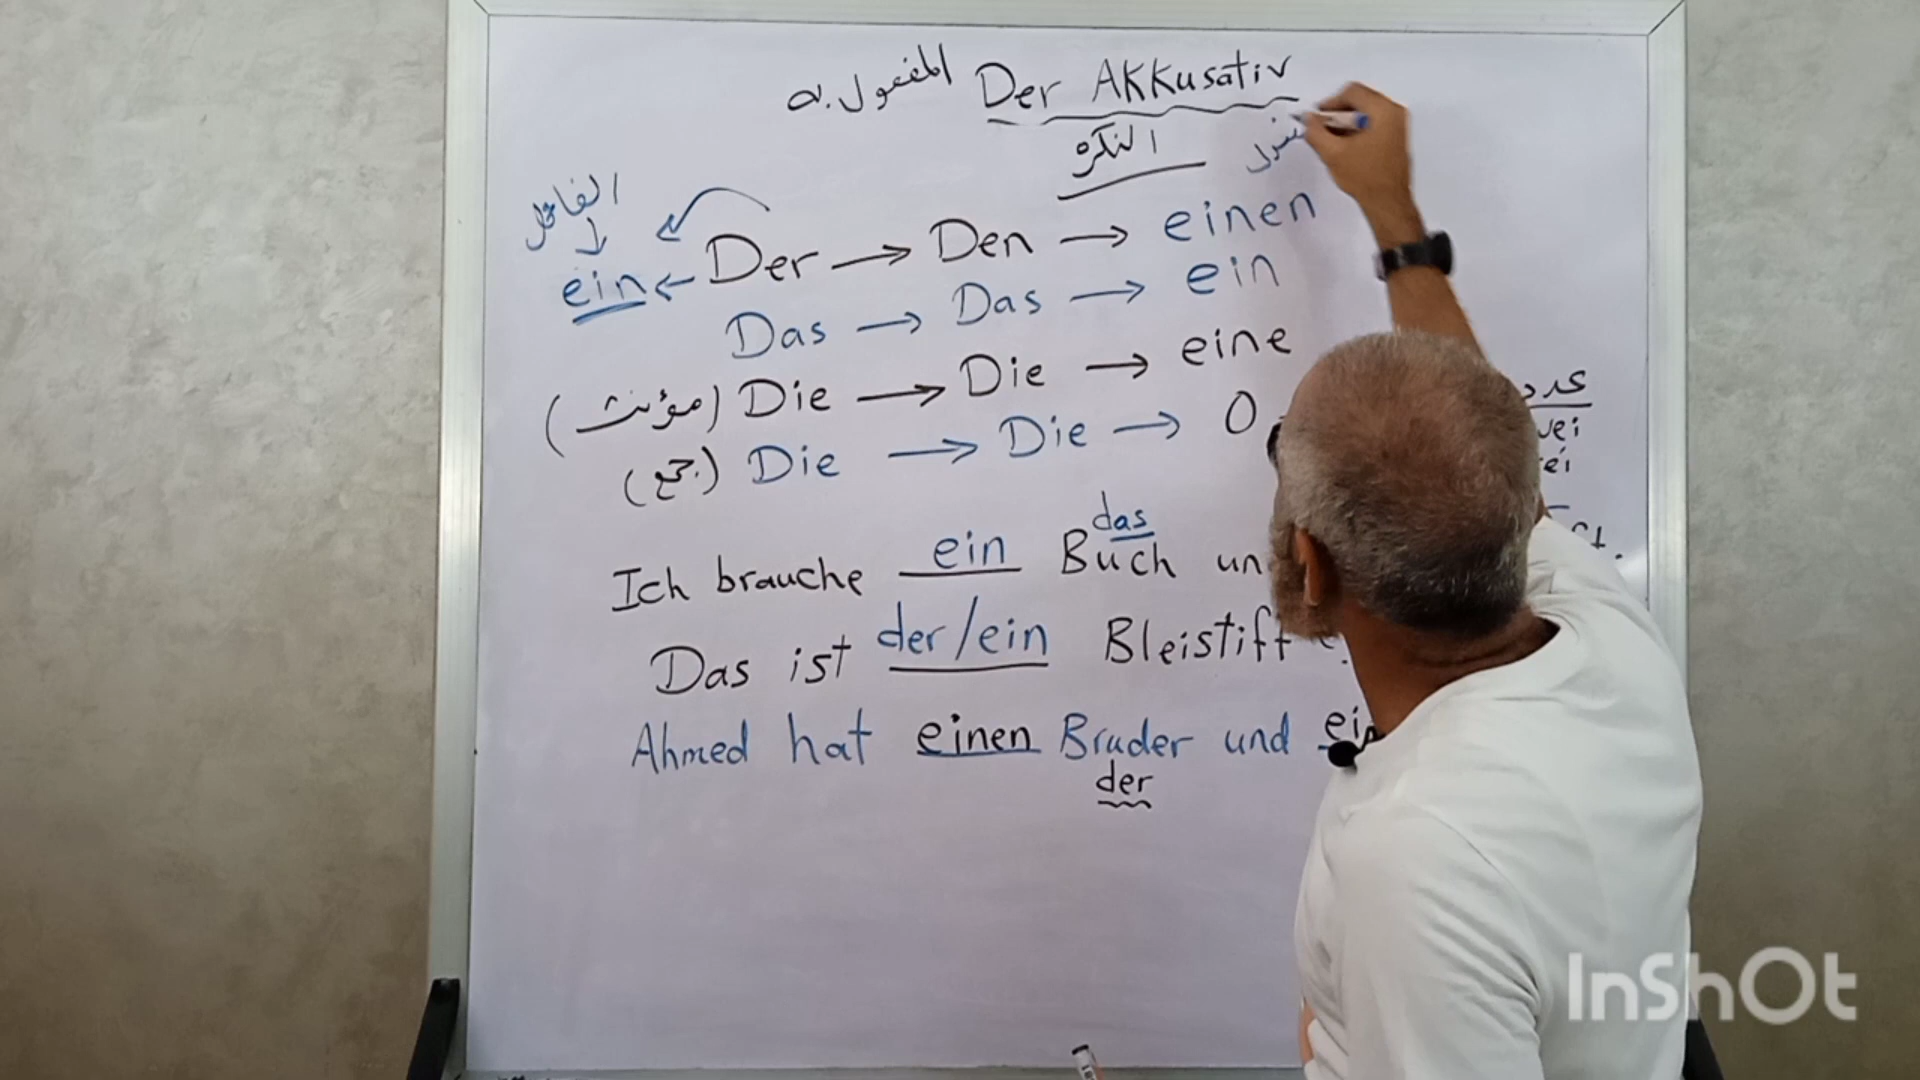 Der Akkusativ المفعول به
النكرة
الفاعل
ein ← Der → Den → einen
Das → Das → ein
(مؤنث) Die → Die → eine
(جمع) Die → Die → 0
عدد
das
Ich brauche ein Buch un
Das ist der/ein Bleistift
Ahmed hat einen Bruder und
der
InShOt